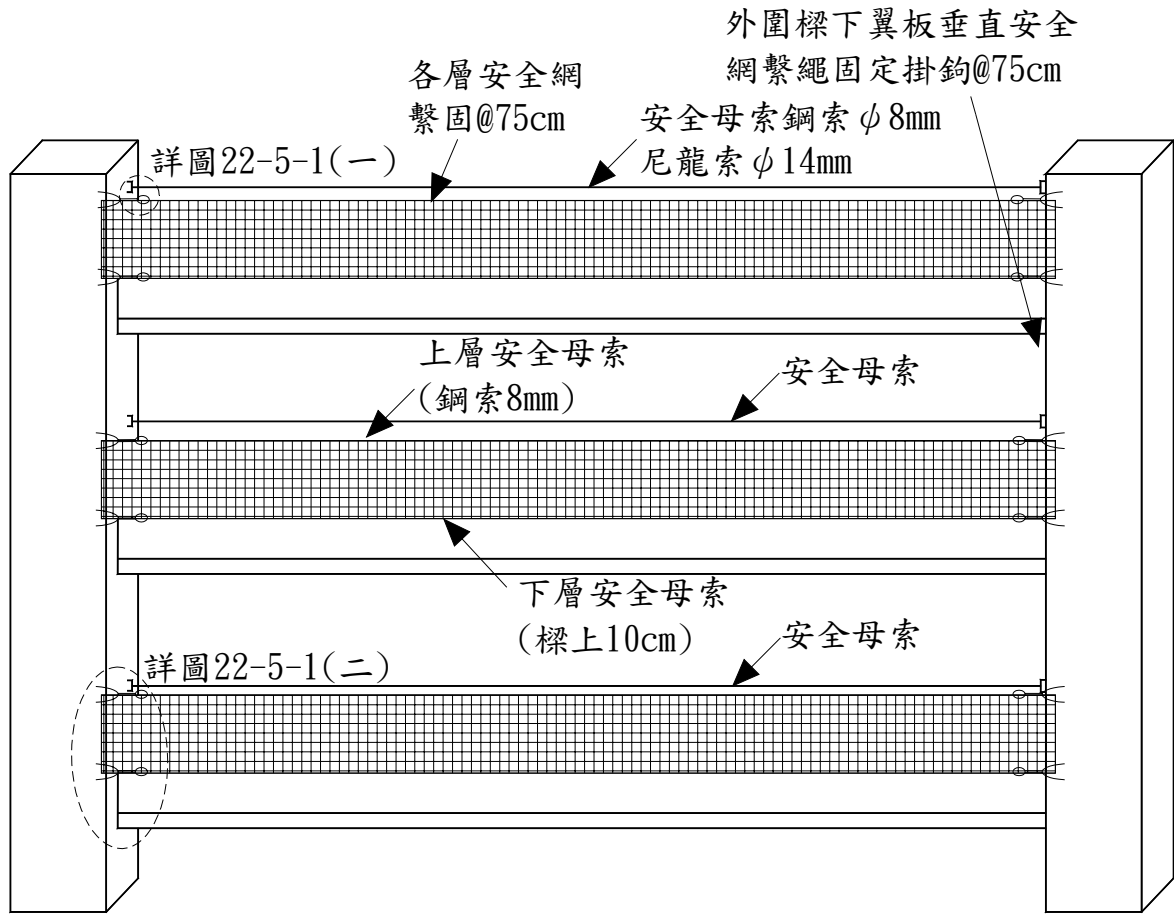 外圍樑下翼板垂直安全
網繫繩固定掛鉤@75cm
各層安全網
繫固@75cm
安全母索鋼索φ8mm
尼龍索φ14mm
詳圖22-5-1(一)
上層安全母索
(鋼索8mm)
安全母索
下層安全母索
(樑上10cm)
安全母索
詳圖22-5-1(二)